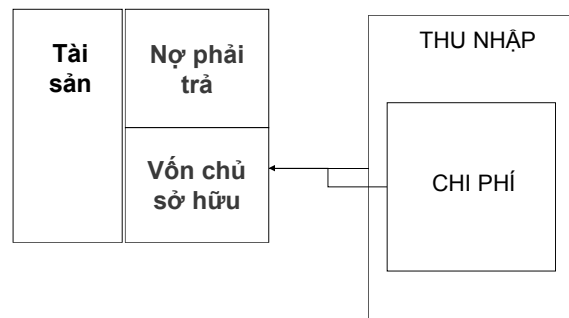 Tài
sản
Nợ phải
trả
Vốn chủ
sở hữu
THU NHẬP
CHI PHÍ